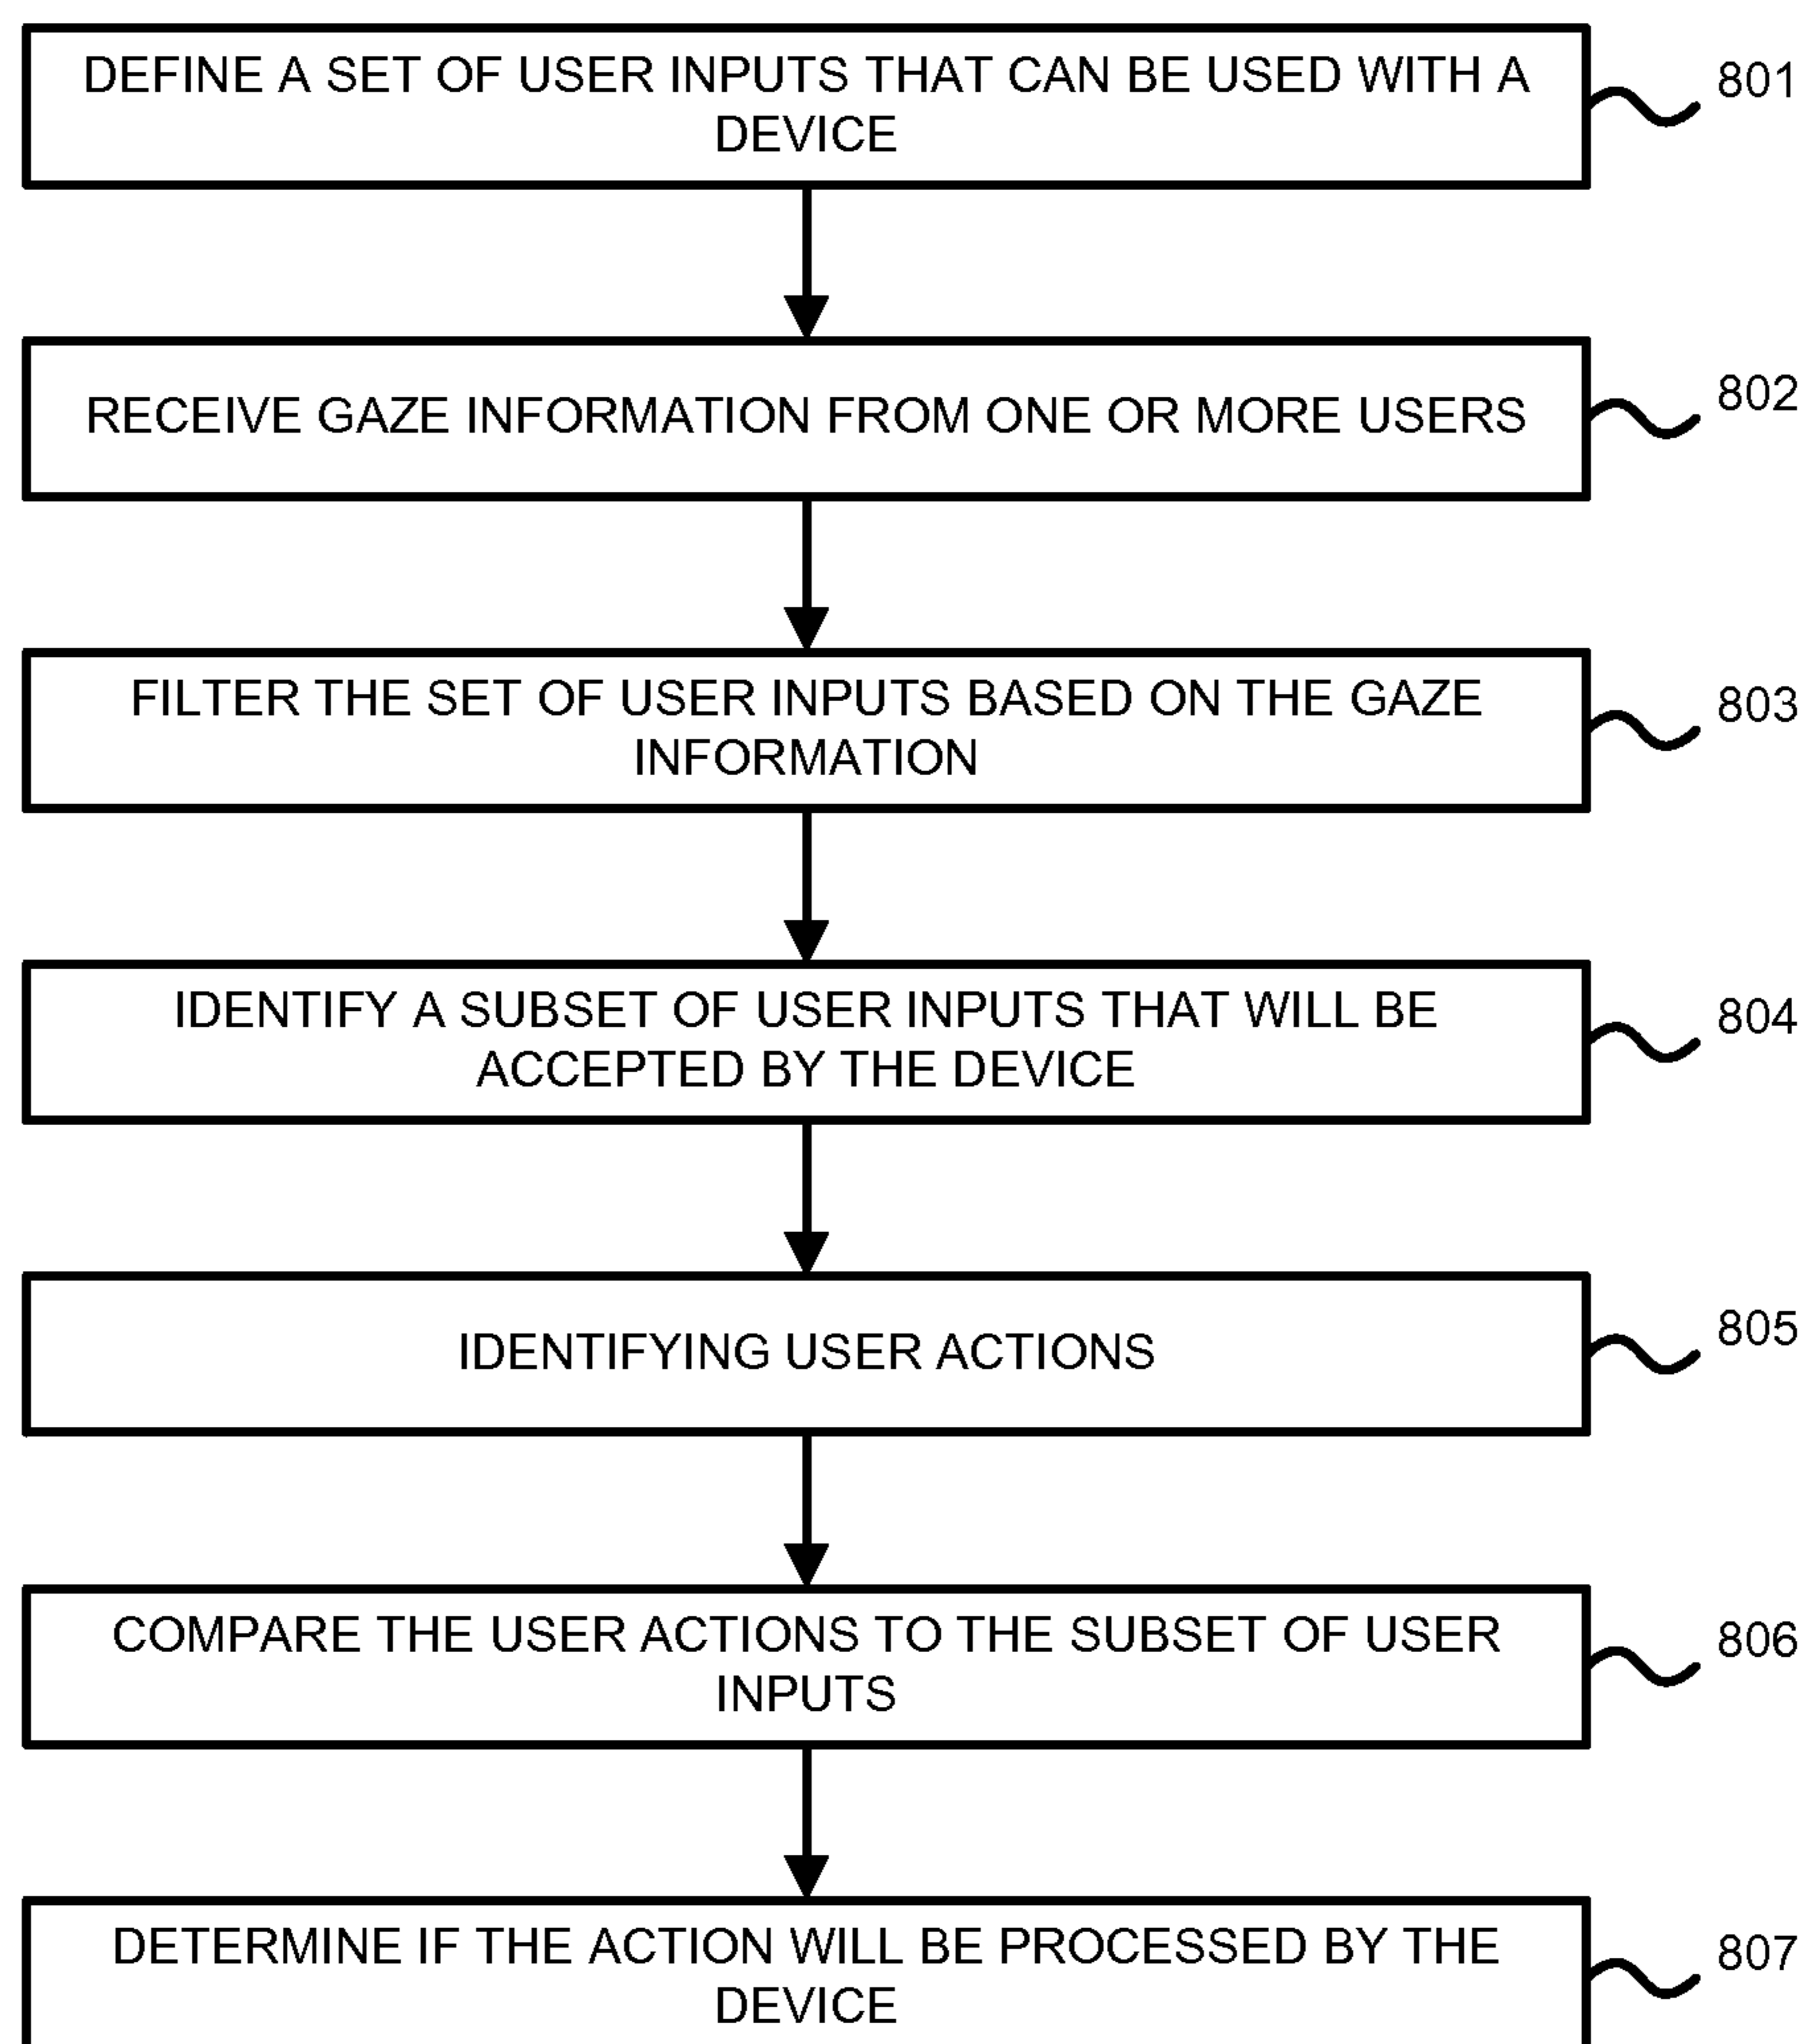 DEFINE A SET OF USER INPUTS THAT CAN BE USED WITH A
DEVICE
801
RECEIVE GAZE INFORMATION FROM ONE OR MORE USERS
802
FILTER THE SET OF USER INPUTS BASED ON THE GAZE
INFORMATION
803
IDENTIFY A SUBSET OF USER INPUTS THAT WILL BE
ACCEPTED BY THE DEVICE
804
IDENTIFYING USER ACTIONS
805
COMPARE THE USER ACTIONS TO THE SUBSET OF USER
INPUTS
806
DETERMINE IF THE ACTION WILL BE PROCESSED BY THE
DEVICE
807